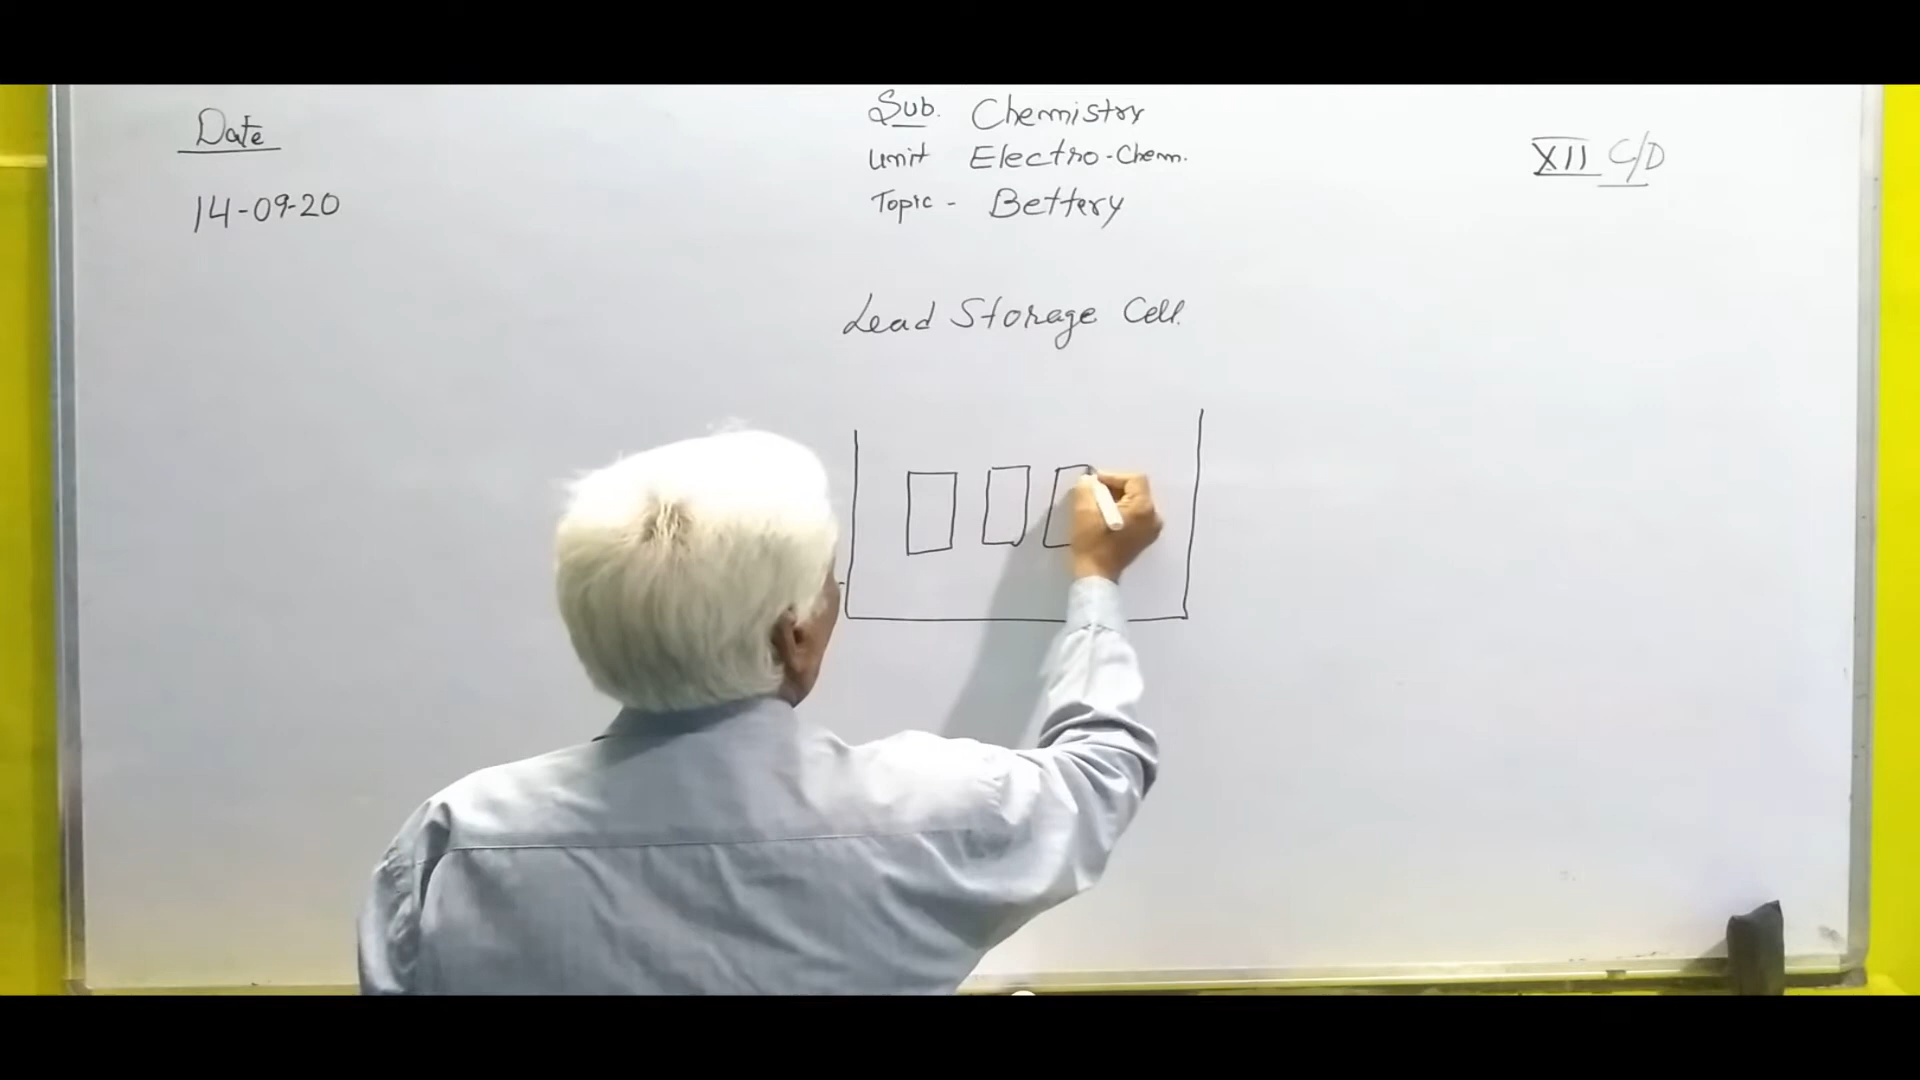 Date
14-09-20
Sub. Chemistry
Unit Electro-Chem.
Topic - Bettery
XII C/D
Lead Storage Cell.